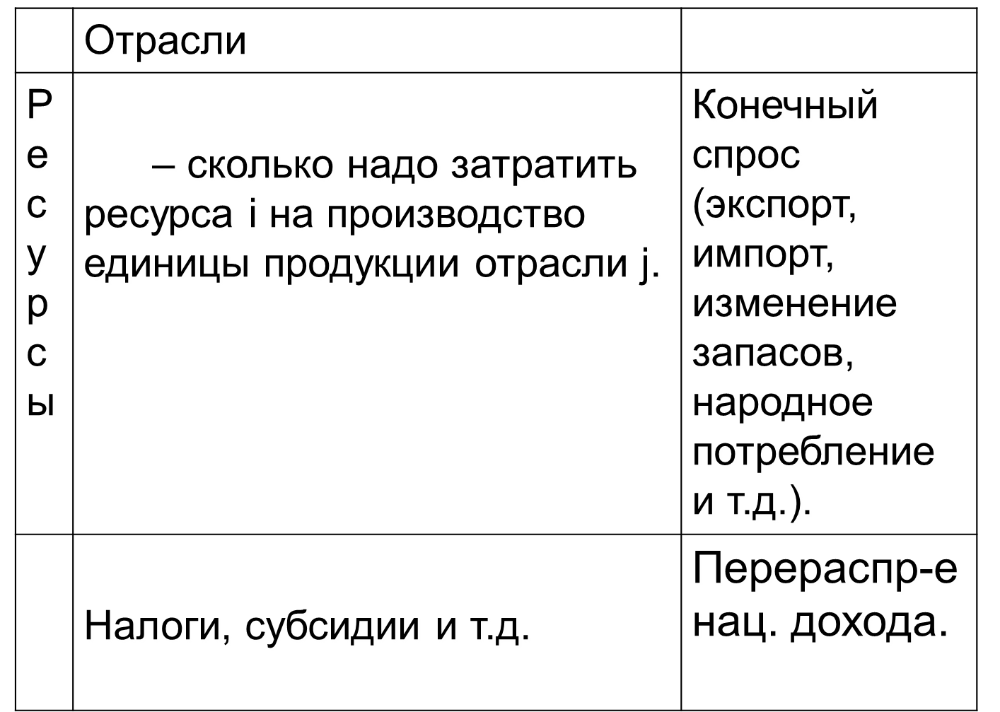 Отрасли
Р
е
с
у
р
с
ы
– сколько надо затратить
ресурса i на производство
единицы продукции отрасли j.
Конечный
спрос
(экспорт,
импорт,
изменение
запасов,
народное
потребление
и т.д.).
Налоги, субсидии и т.д.
Перераспр-е
нац. дохода.